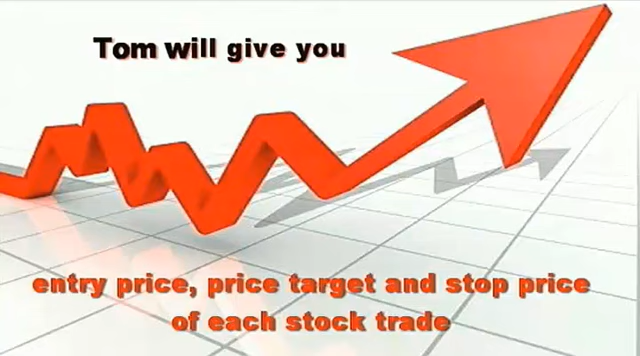 Tom will give you
entry price, price target and stop price
of each stock trade